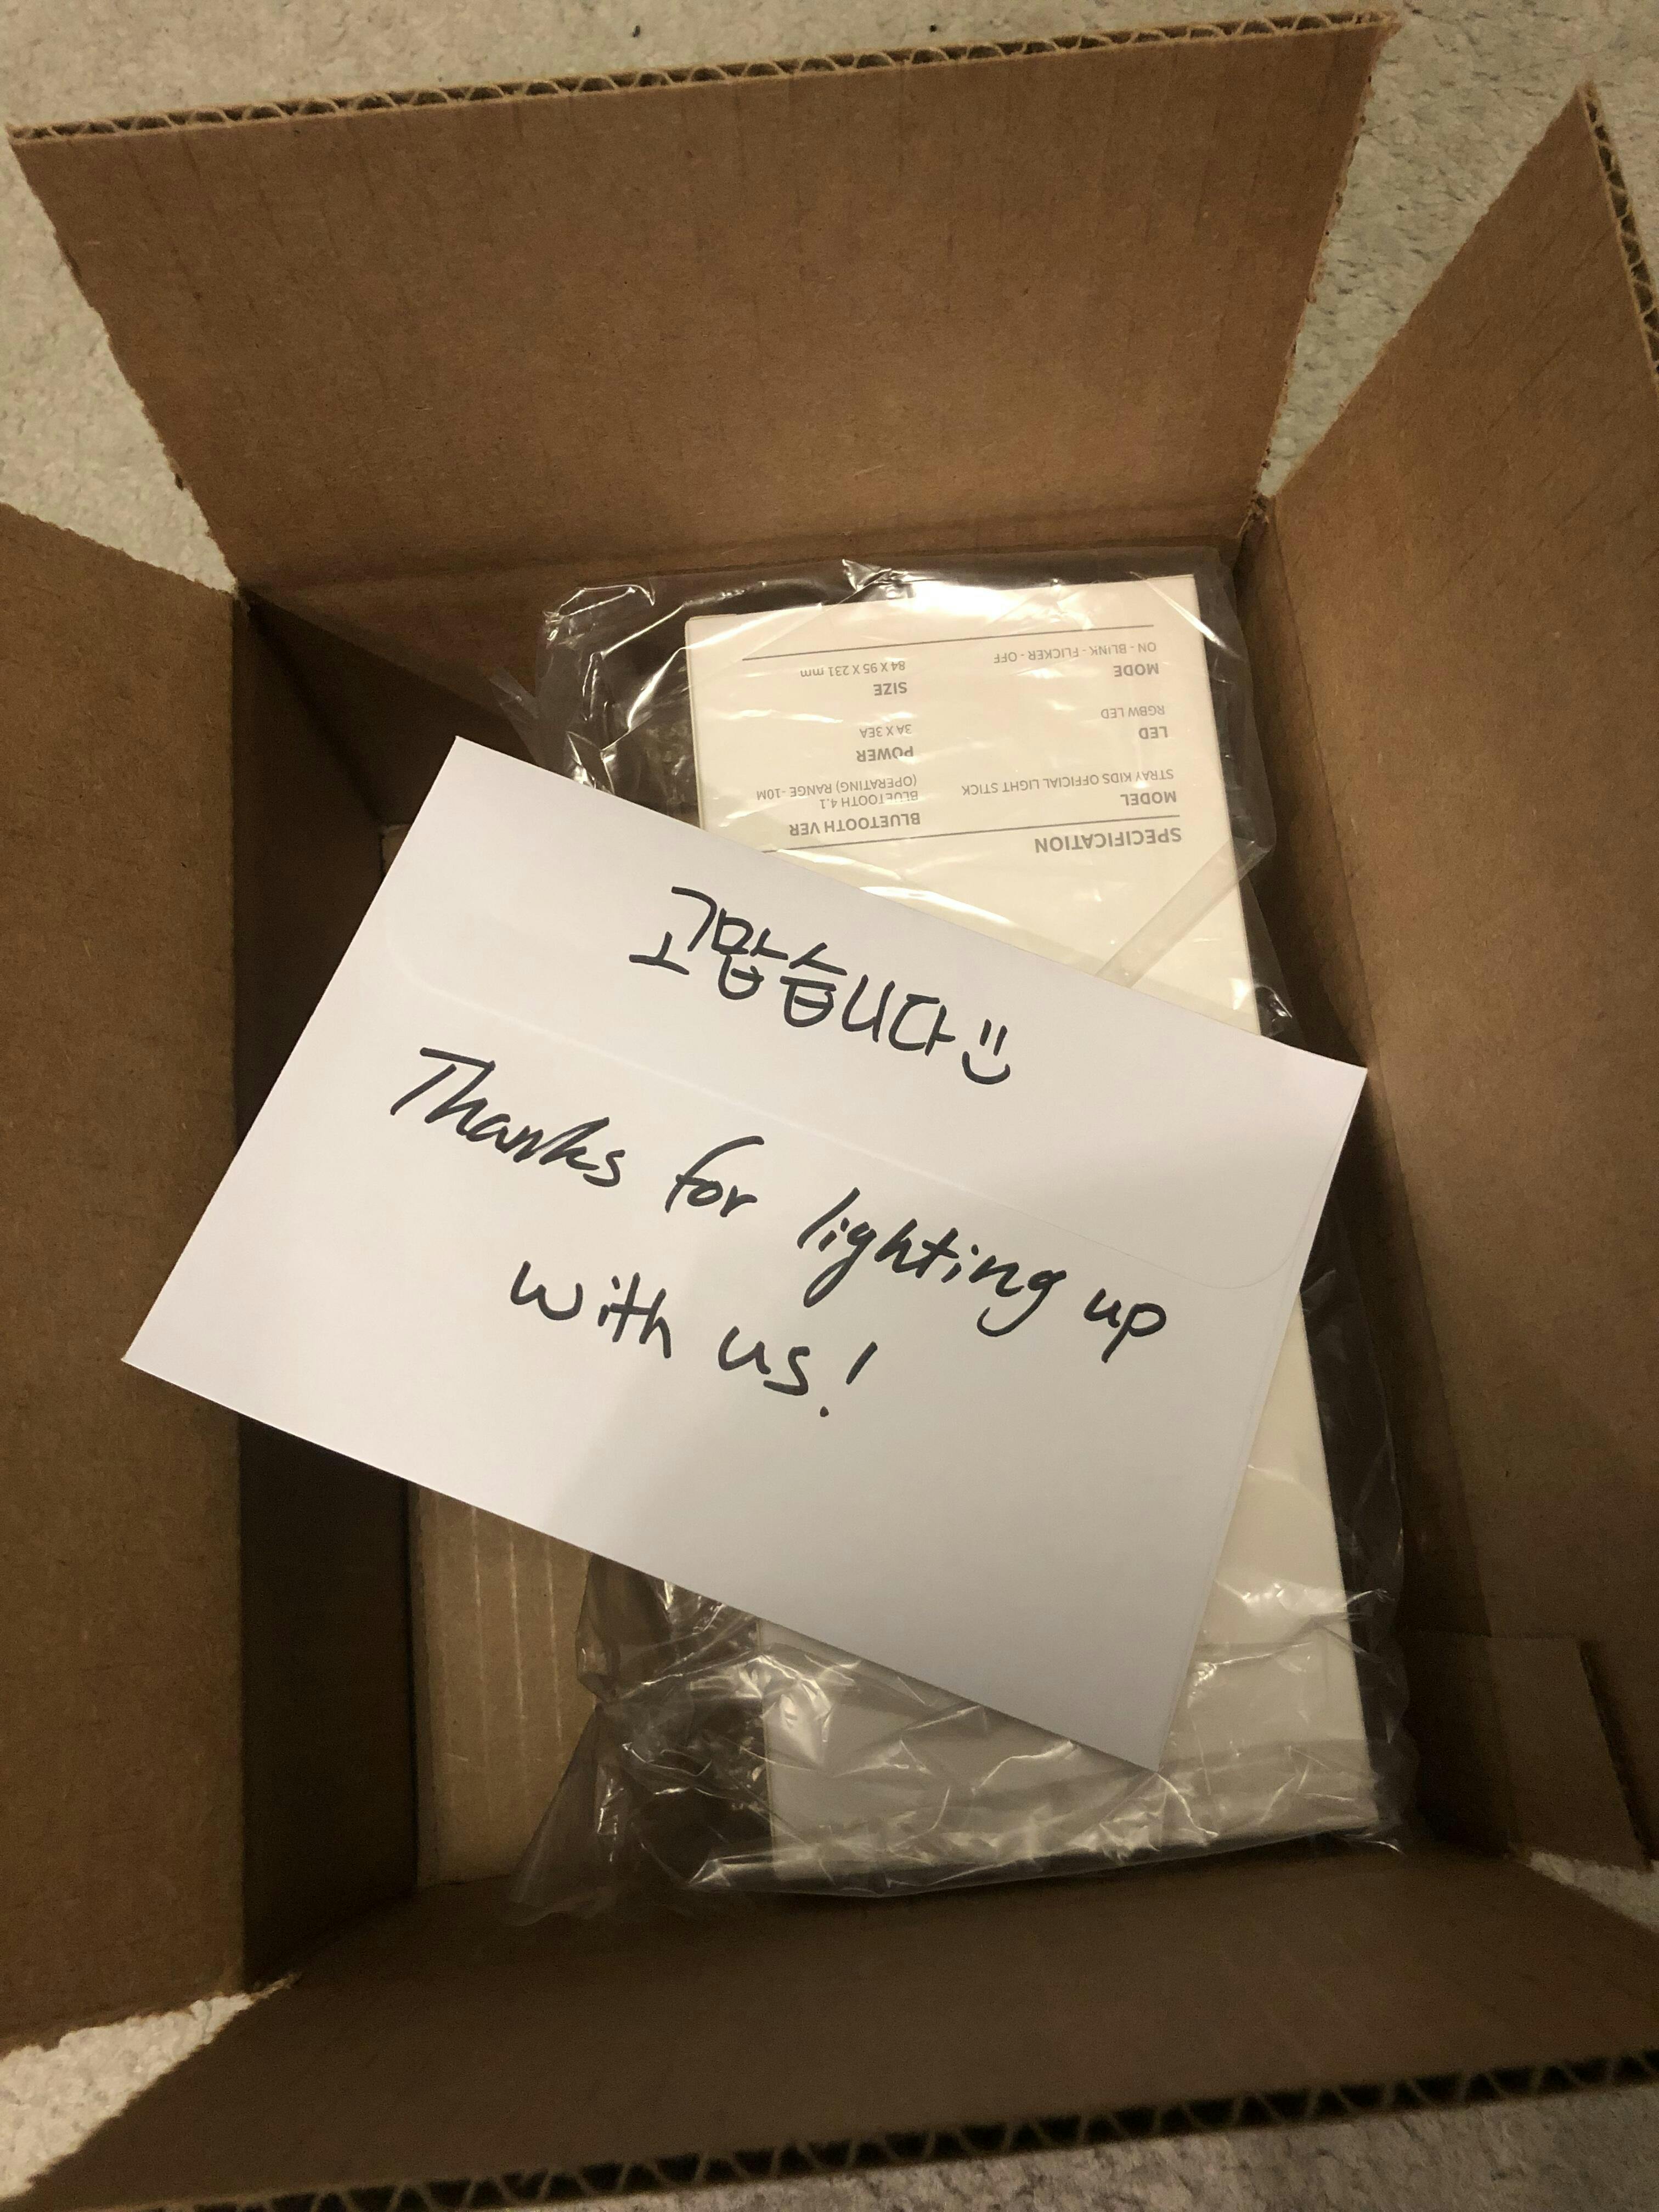 고맙습니다
Thanks for lighting up
with us!
SPECIFICATION
MODEL
STRAY KIDS OFFICIAL LIGHT STICK
LED
RGBW LED
MODE
ON - BLINK - FLICKER - OFF
BLUETOOTH VER
BLUETOOTH 4.1
(OPERATING) RANGE -10M
POWER
3A X 3EA
SIZE
84 X 95 X 231 mm